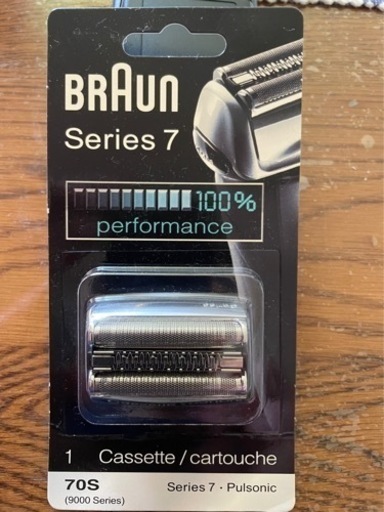 BRAUN
Series 7
100%
performance
1 Cassette / cartouche
70S Series 7 · Pulsonic
(9000 Series)